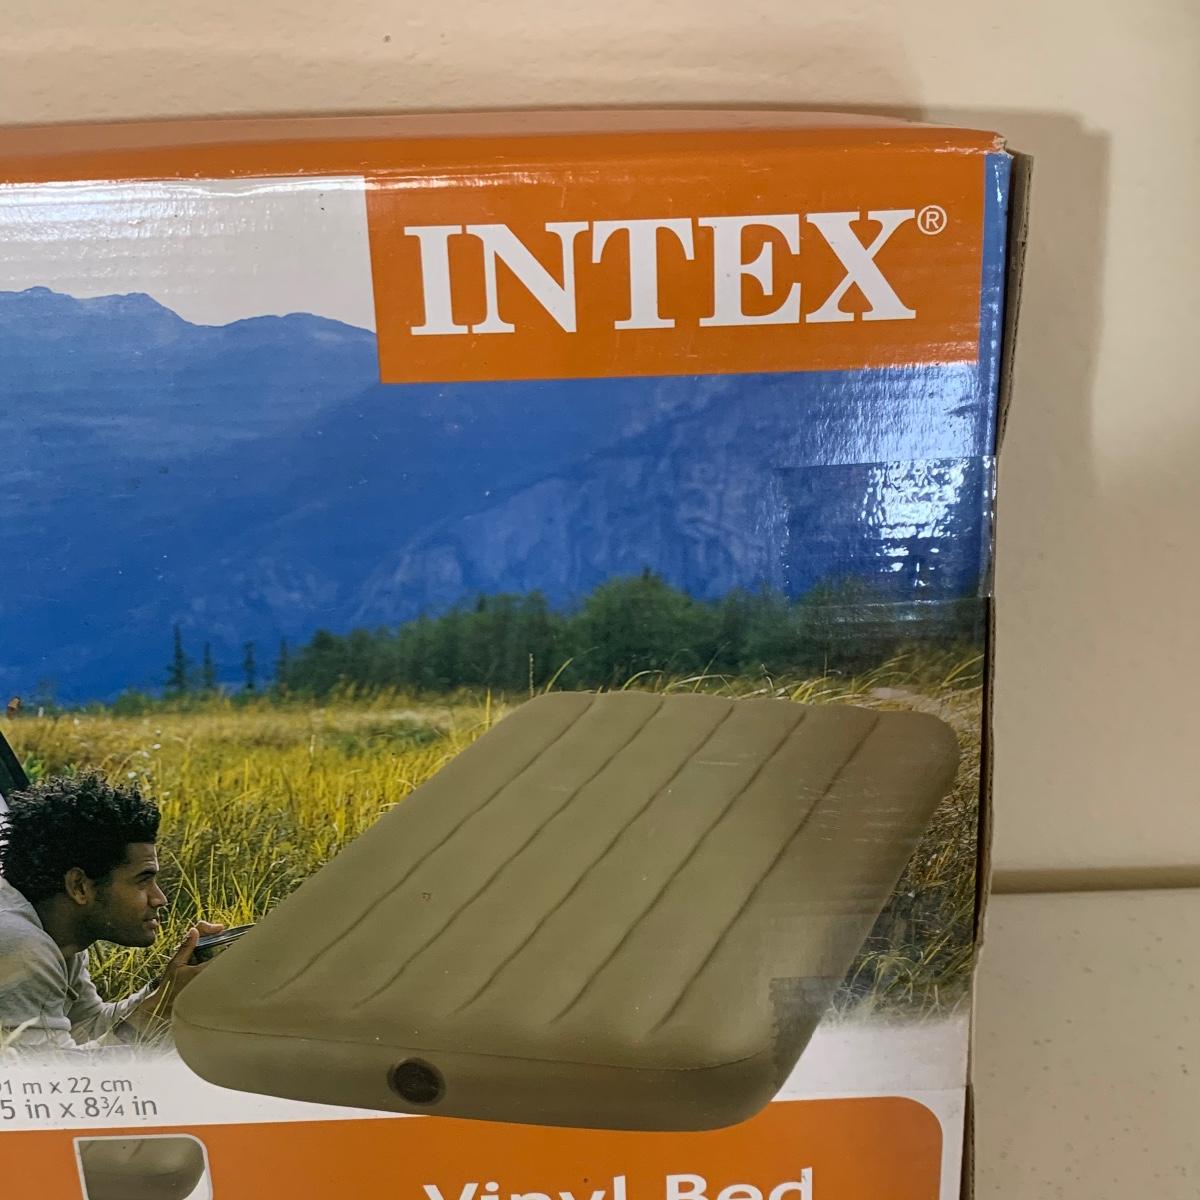 INTEX®
91 m x 22 cm
5 in x 8¾ in
Vinyl Bed